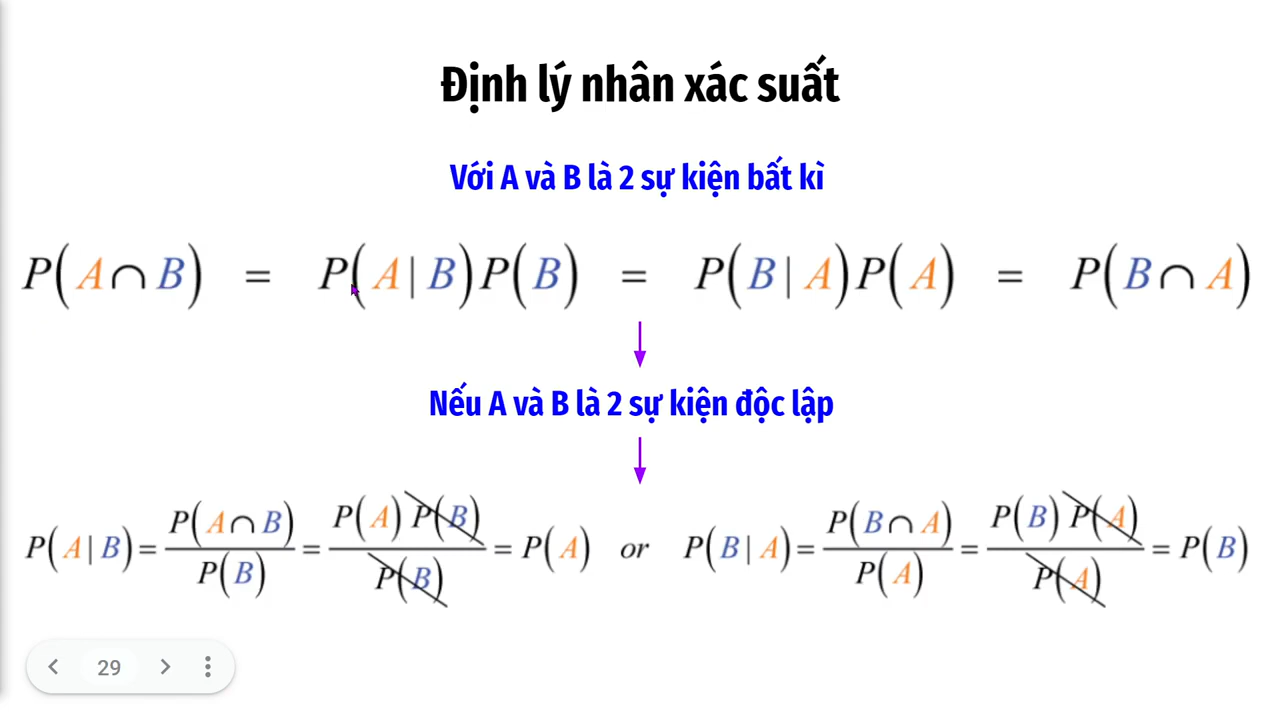 Định lý nhân xác suất
Với A và B là 2 sự kiện bất kì
P(A∩B) = P(A|B)P(B) = P(B|A)P(A) = P(B∩A)
Nếu A và B là 2 sự kiện độc lập
P(A|B) = P(A∩B)/P(B) = P(A)P(B)/P(B) = P(A) or P(B|A) = P(B∩A)/P(A) = P(B)P(A)/P(A) = P(B)
29